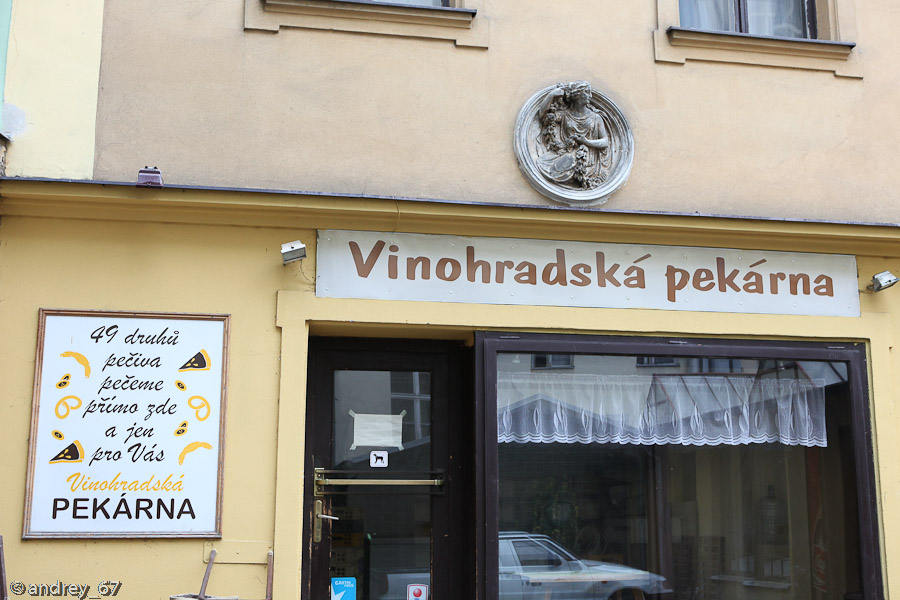 Vinohradská pekárna
49 druhů
pečiva
pečeme
přímo zde
a jen
pro Vás
Vinohradská
PEKÁRNA
©andrey_67